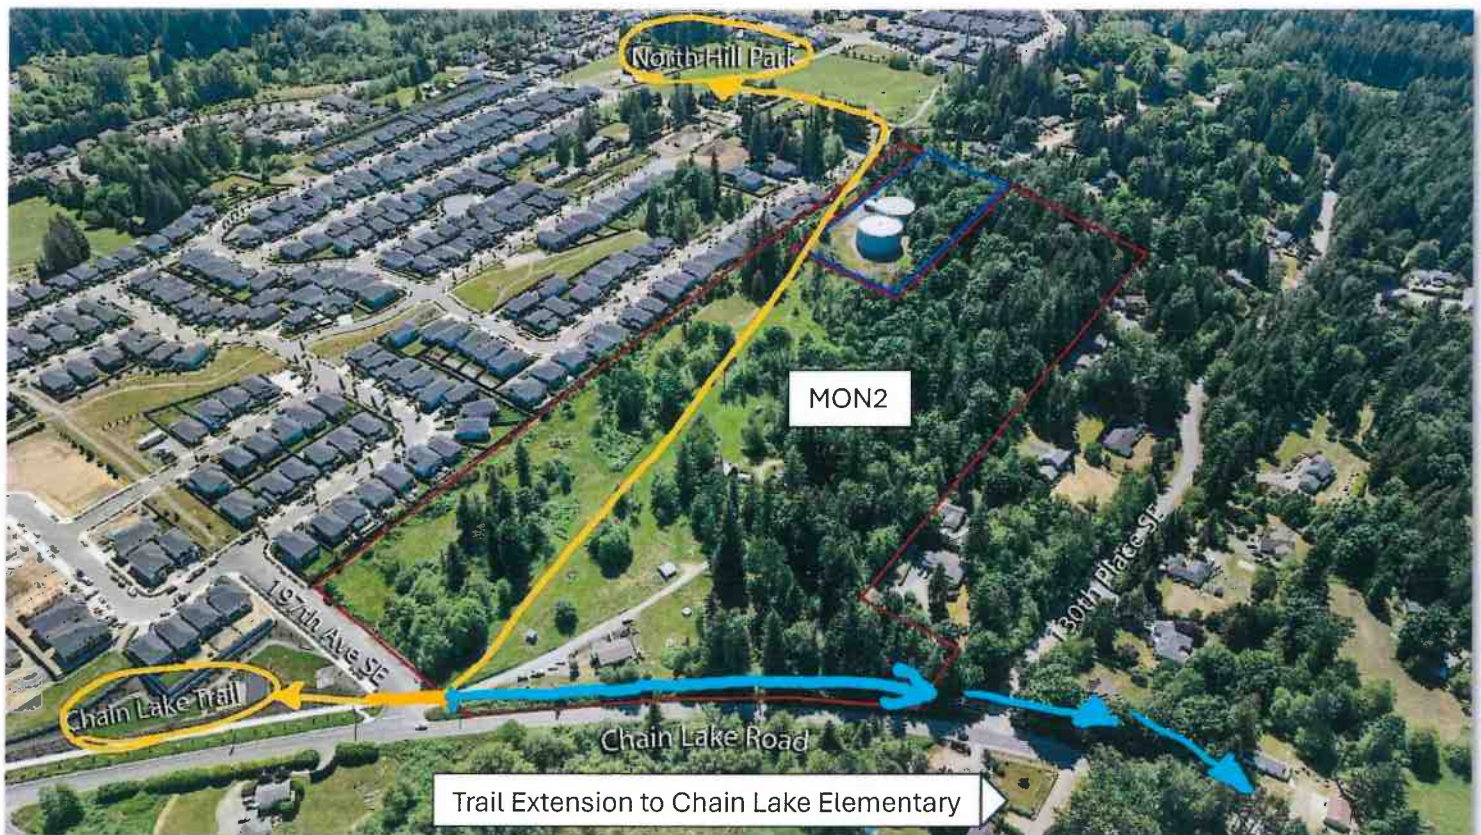 North Hill Park
MON2
197th Ave SE
130th Place SE
Chain Lake Trail
Chain Lake Road
Trail Extension to Chain Lake Elementary